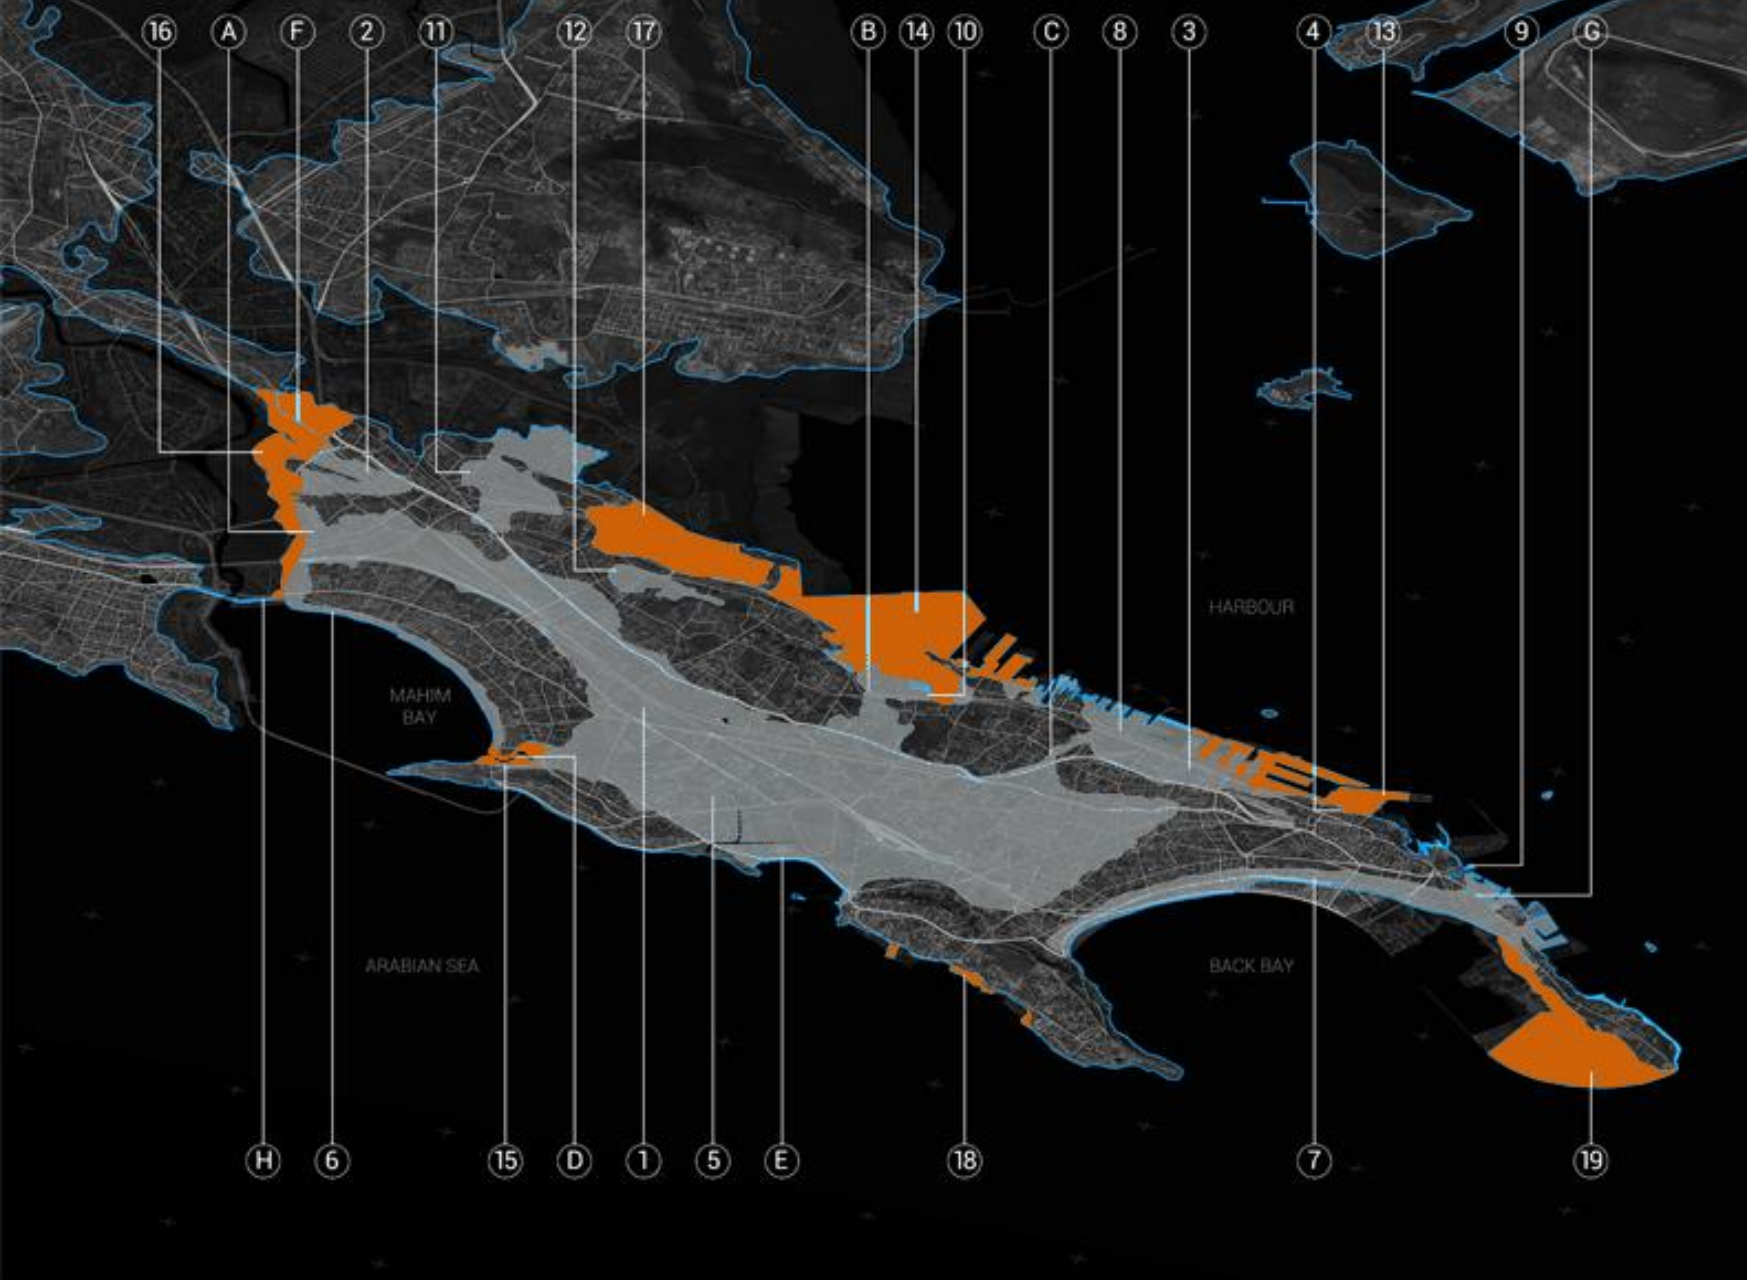 16 A F 2 11 12 17 B 14 10 C 8 3 4 13 9 G
HARBOUR
MAHIM
BAY
ARABIAN SEA
BACK BAY
H 6 15 D 1 5 E 18 7 19